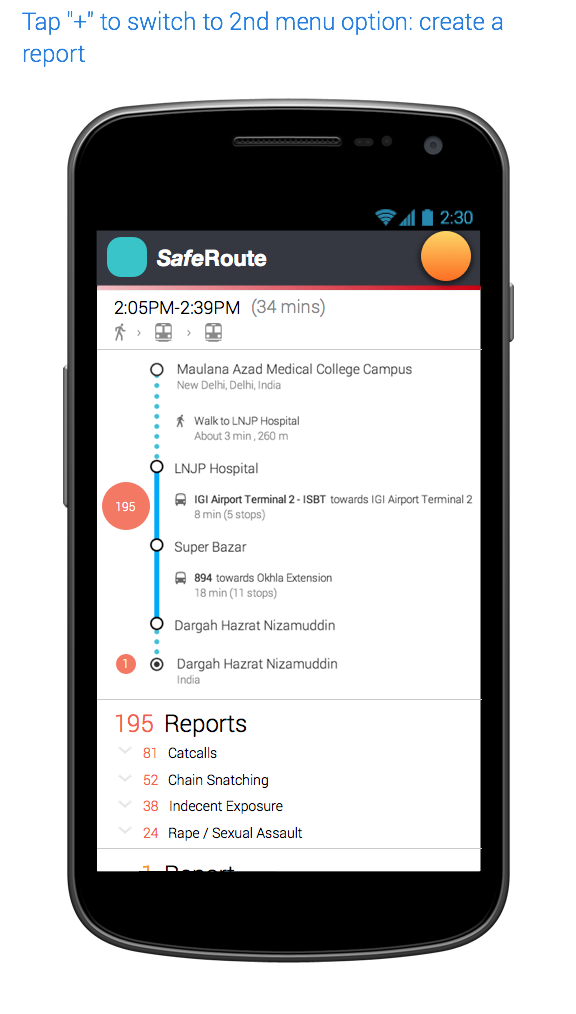 Tap "+" to switch to 2nd menu option: create a
report
2:30
SafeRoute
2:05PM-2:39PM (34 mins)
Maulana Azad Medical College Campus
New Delhi, Delhi, India
Walk to LNJP Hospital
About 3 min , 260 m
LNJP Hospital
195
IGI Airport Terminal 2 - ISBT towards IGI Airport Terminal 2
8 min (5 stops)
Super Bazar
894 towards Okhla Extension
18 min (11 stops)
Dargah Hazrat Nizamuddin
1
Dargah Hazrat Nizamuddin
India
195 Reports
81 Catcalls
52 Chain Snatching
38 Indecent Exposure
24 Rape / Sexual Assault
1 Report